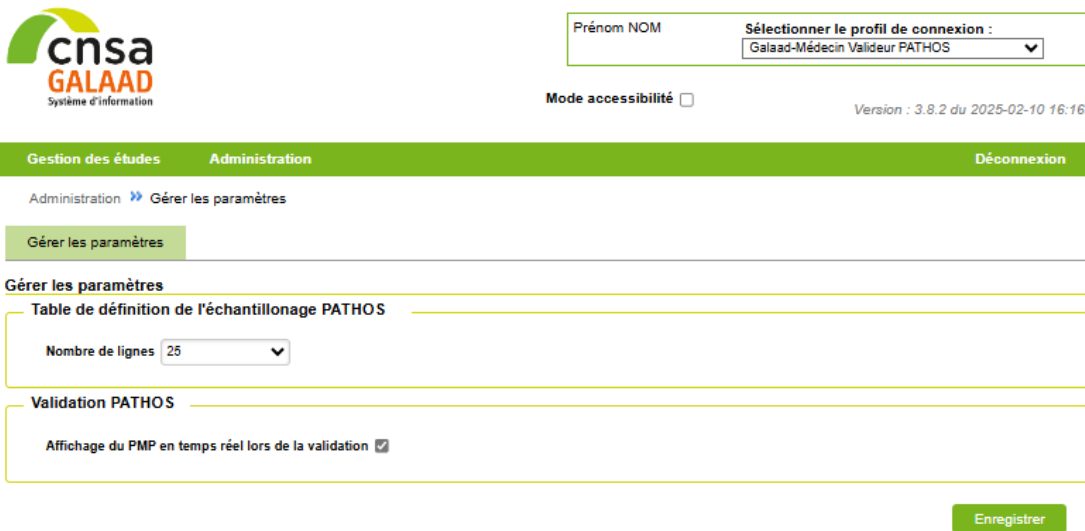 cnsa
GALAAD
Système d'information
Prénom NOM
Sélectionner le profil de connexion :
Galaad-Médecin Valideur PATHOS
Mode accessibilité
Version : 3.8.2 du 2025-02-10 16:16
Gestion des études Administration Déconnexion
Administration » Gérer les paramètres
Gérer les paramètres
Gérer les paramètres
Table de définition de l'échantillonage PATHOS
Nombre de lignes 25
Validation PATHOS
Affichage du PMP en temps réel lors de la validation
Enregistrer